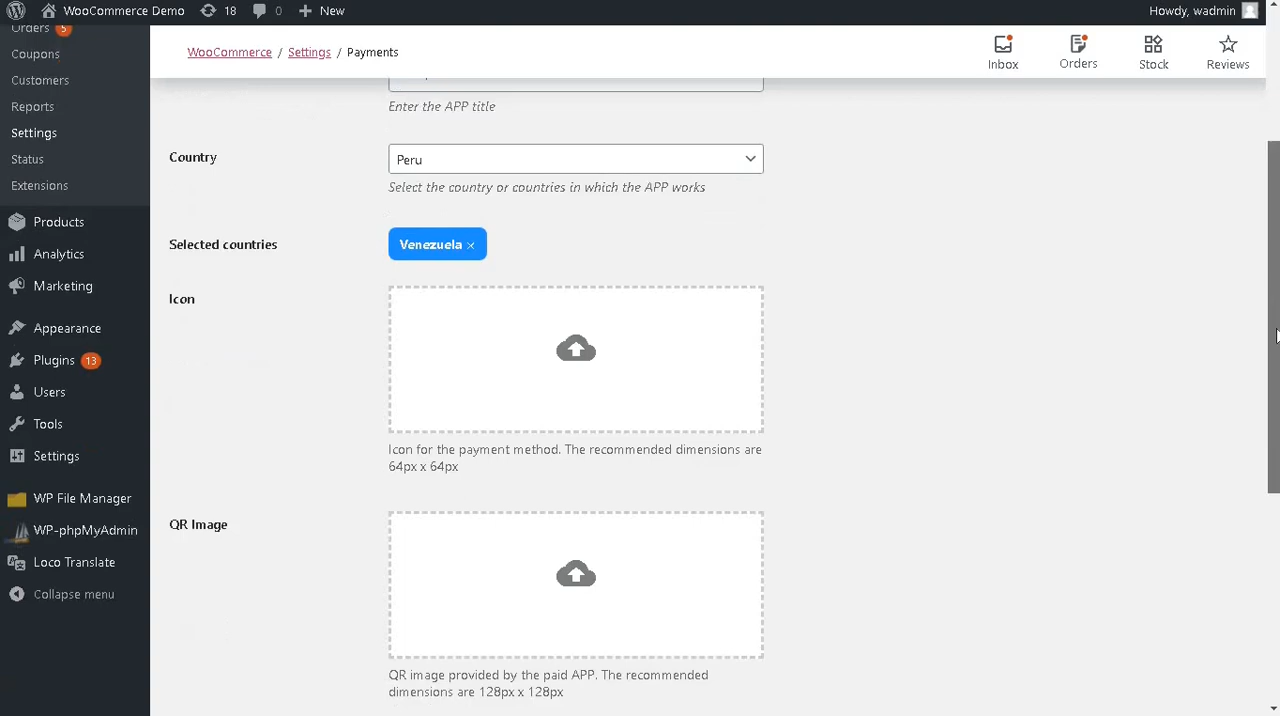 WooCommerce Demo 18 0 New Howdy, wadmin
Orders 5
Coupons
Customers
Reports
Settings
Status
Extensions
Products
Analytics
Marketing
Appearance
Plugins 13
Users
Tools
Settings
WP File Manager
WP-phpMyAdmin
Loco Translate
Collapse menu
WooCommerce / Settings / Payments
Inbox
Orders
Stock
Reviews
Enter the APP title
Country
Peru
Select the country or countries in which the APP works
Selected countries
Venezuela ×
Icon
Icon for the payment method. The recommended dimensions are
64px x 64px
QR Image
QR image provided by the paid APP. The recommended
dimensions are 128px x 128px